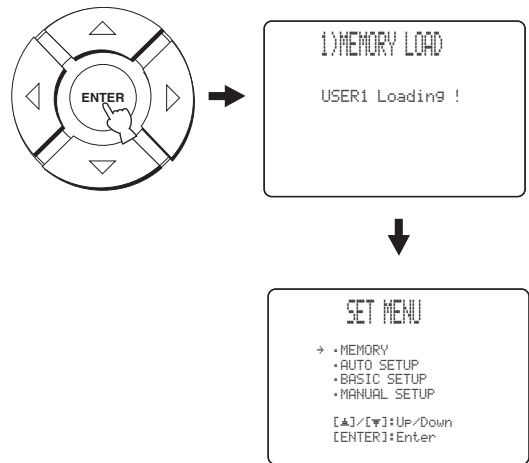 ENTER
1)MEMORY LOAD
USER1 Loading !
SET MENU
→ •MEMORY
•AUTO SETUP
•BASIC SETUP
•MANUAL SETUP
[▲]/[▼]:Up/Down
[ENTER]:Enter